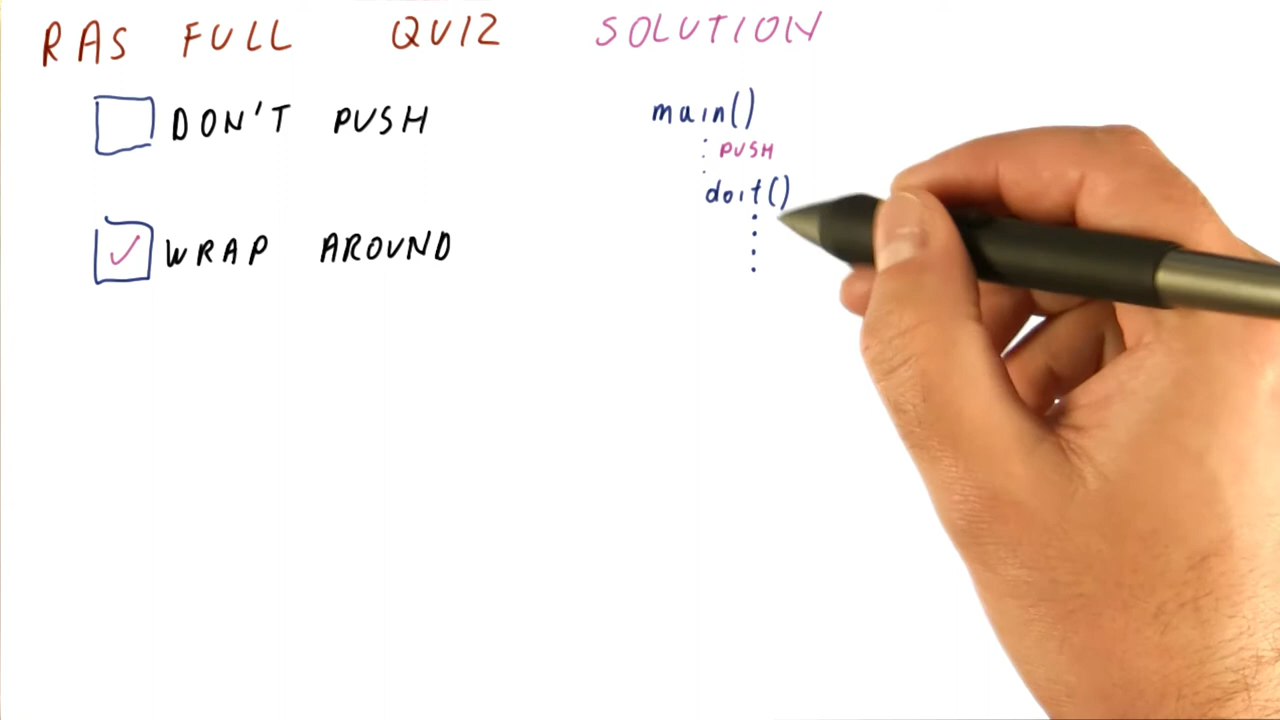 RAS FULL QUIZ SOLUTION
DON'T PUSH
WRAP AROUND
main()
PUSH
doit()